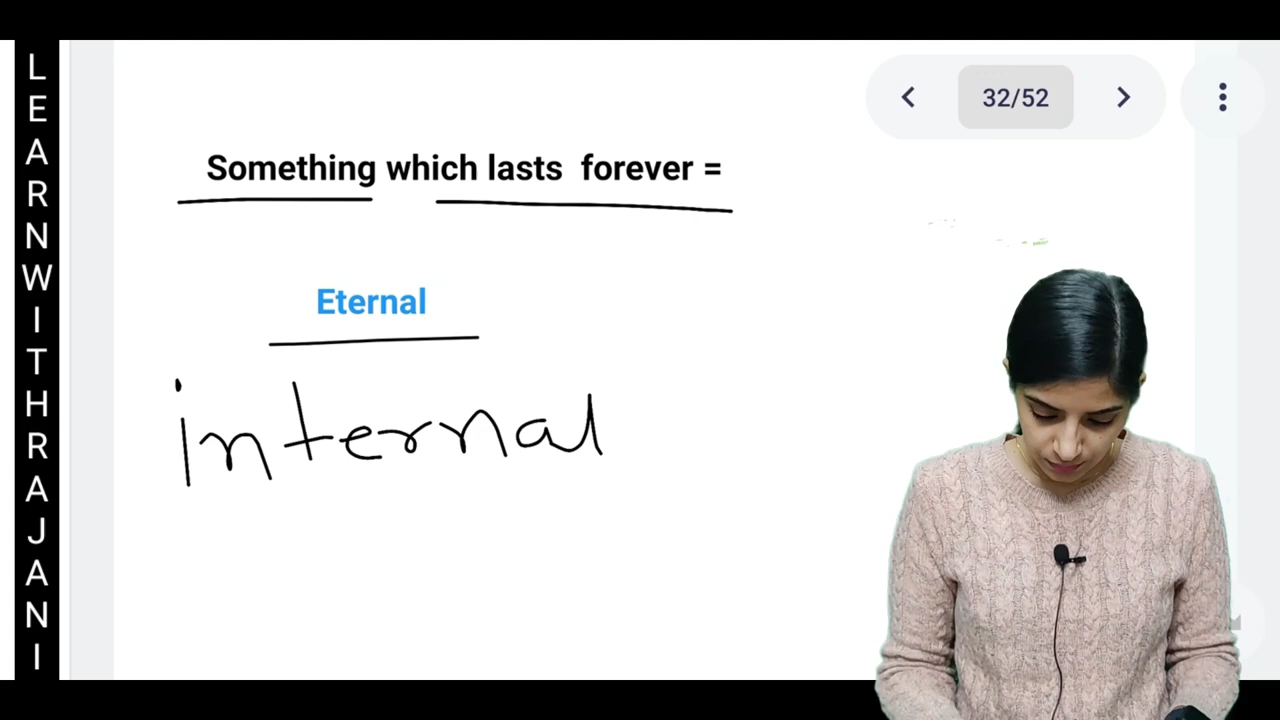 LEARNWITHRAJANI
32/52
Something which lasts forever =
Eternal
internal